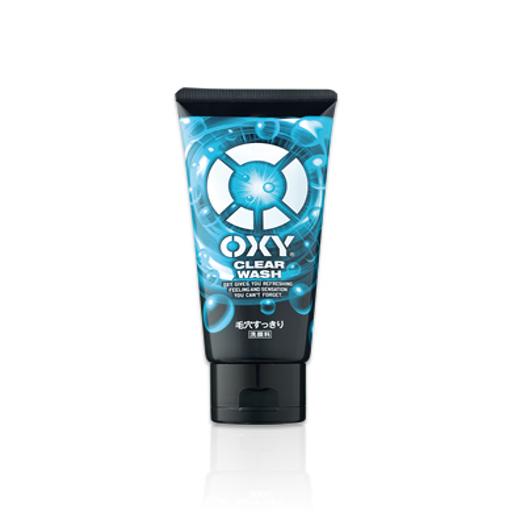 OXY®
CLEAR
WASH
OXY GIVES YOU REFRESHING
FEELING AND SENSATION
YOU CAN'T FORGET.
毛穴すっきり
洗顔料